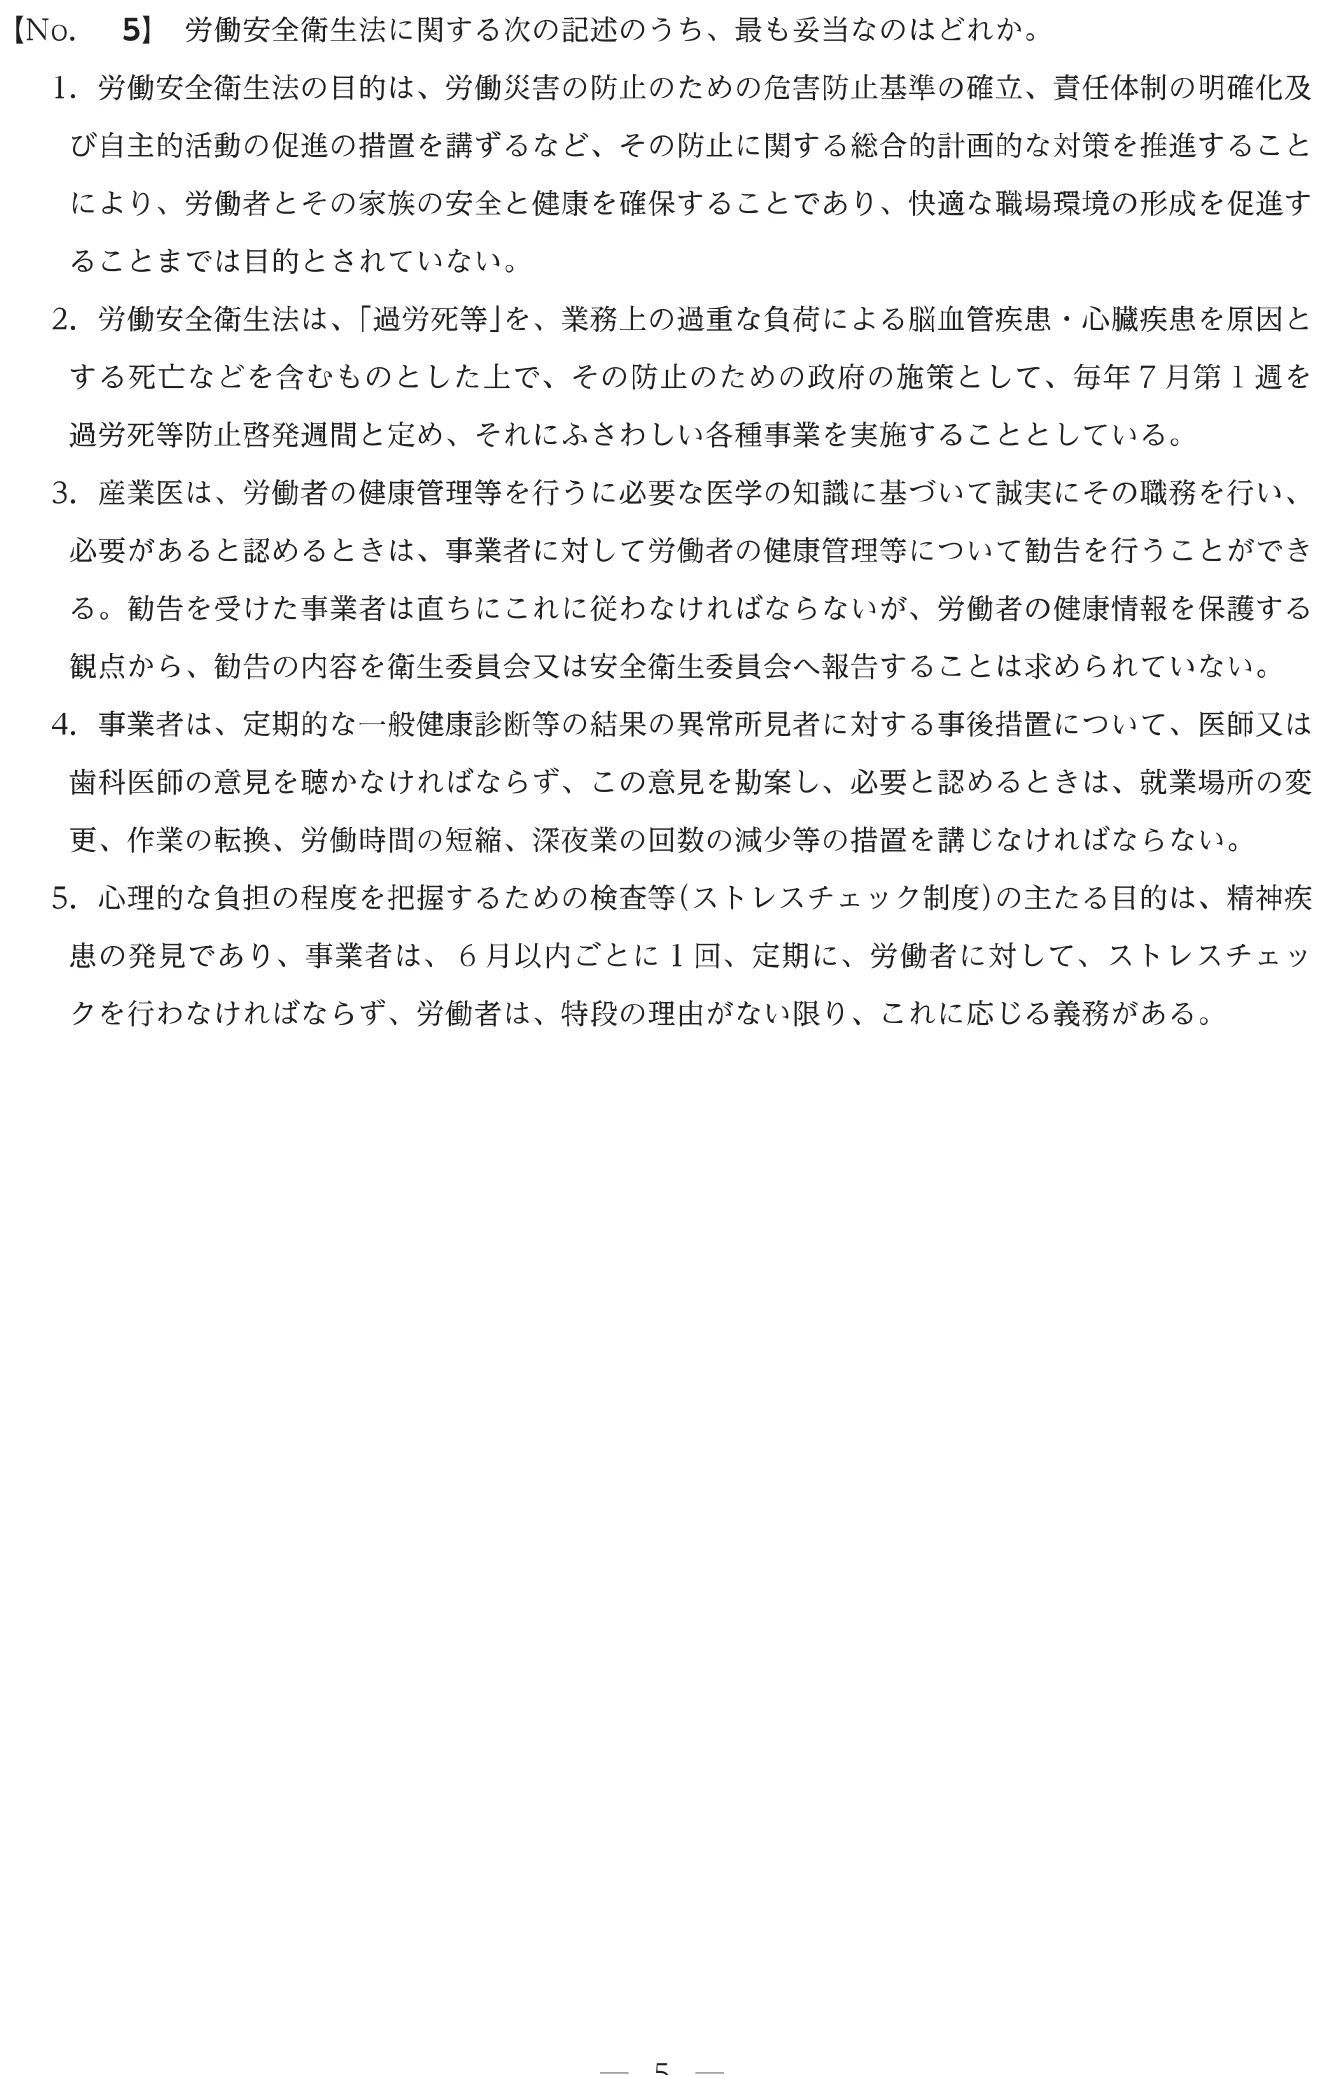 【No.　5】　労働安全衛生法に関する次の記述のうち、最も妥当なのはどれか。
1．労働安全衛生法の目的は、労働災害の防止のための危害防止基準の確立、責任体制の明確化及
び自主的活動の促進の措置を講ずるなど、その防止に関する総合的計画的な対策を推進すること
により、労働者とその家族の安全と健康を確保することであり、快適な職場環境の形成を促進す
ることまでは目的とされていない。
2．労働安全衛生法は、「過労死等」を、業務上の過重な負荷による脳血管疾患・心臓疾患を原因と
する死亡などを含むものとした上で、その防止のための政府の施策として、毎年7月第1週を
過労死等防止啓発週間と定め、それにふさわしい各種事業を実施することとしている。
3．産業医は、労働者の健康管理等を行うに必要な医学の知識に基づいて誠実にその職務を行い、
必要があると認めるときは、事業者に対して労働者の健康管理等について勧告を行うことができ
る。勧告を受けた事業者は直ちにこれに従わなければならないが、労働者の健康情報を保護する
観点から、勧告の内容を衛生委員会又は安全衛生委員会へ報告することは求められていない。
4．事業者は、定期的な一般健康診断等の結果の異常所見者に対する事後措置について、医師又は
歯科医師の意見を聴かなければならず、この意見を勘案し、必要と認めるときは、就業場所の変
更、作業の転換、労働時間の短縮、深夜業の回数の減少等の措置を講じなければならない。
5．心理的な負担の程度を把握するための検査等(ストレスチェック制度)の主たる目的は、精神疾
患の発見であり、事業者は、6月以内ごとに1回、定期に、労働者に対して、ストレスチェッ
クを行わなければならず、労働者は、特段の理由がない限り、これに応じる義務がある。
— 5 —